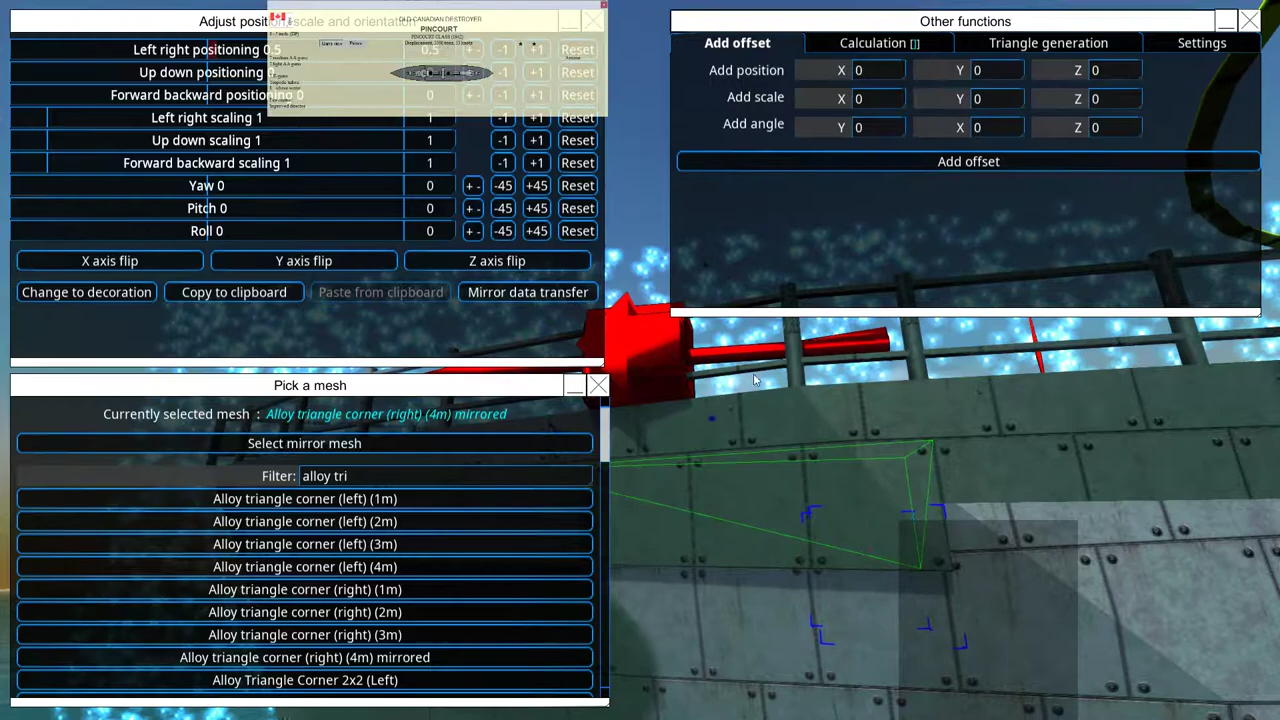 Adjust position, scale and orientation
OLD CANADIAN DESTROYER
PINCOURT
PINCOURT CLASS (1942)
Left right positioning 0.5 0.5 + - -1 +1 Reset
Up down positioning 0 -1 +1 Reset
Forward backward positioning 0 0 + - -1 +1 Reset
Left right scaling 1 1 -1 +1 Reset
Up down scaling 1 1 -1 +1 Reset
Forward backward scaling 1 1 -1 +1 Reset
Yaw 0 0 + - -45 +45 Reset
Pitch 0 0 + - -45 +45 Reset
Roll 0 0 + - -45 +45 Reset
X axis flip Y axis flip Z axis flip
Change to decoration Copy to clipboard Paste from clipboard Mirror data transfer
Pick a mesh
Currently selected mesh : Alloy triangle corner (right) (4m) mirrored
Select mirror mesh
Filter: alloy tri
Alloy triangle corner (left) (1m)
Alloy triangle corner (left) (2m)
Alloy triangle corner (left) (3m)
Alloy triangle corner (left) (4m)
Alloy triangle corner (right) (1m)
Alloy triangle corner (right) (2m)
Alloy triangle corner (right) (3m)
Alloy triangle corner (right) (4m) mirrored
Alloy Triangle Corner 2x2 (Left)
Other functions
Add offset Calculation [] Triangle generation Settings
Add position X 0 Y 0 Z 0
Add scale X 0 Y 0 Z 0
Add angle Y 0 X 0 Z 0
Add offset